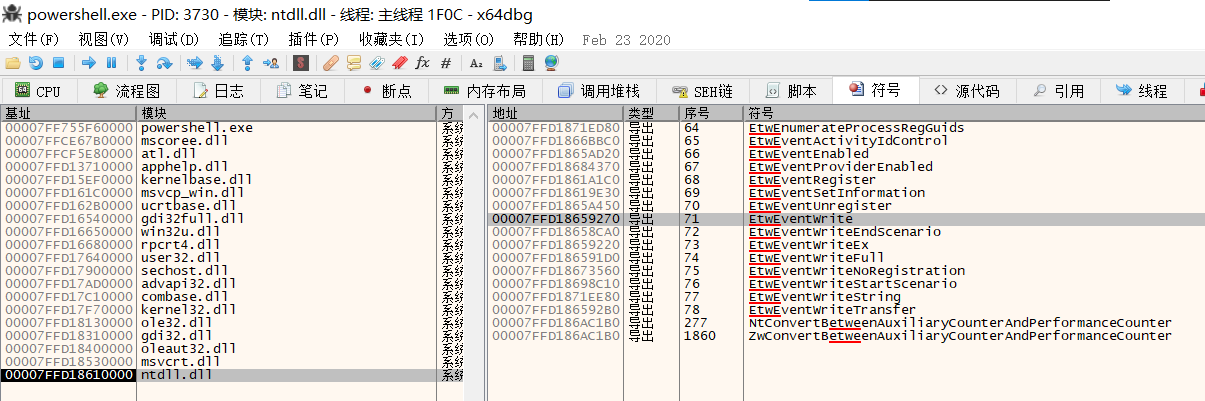 powershell.exe - PID: 3730 - 模块: ntdll.dll - 线程: 主线程 1F0C - x64dbg
文件(F) 视图(V) 调试(D) 追踪(T) 插件(P) 收藏夹(I) 选项(O) 帮助(H) Feb 23 2020
CPU 流程图 日志 笔记 断点 内存布局 调用堆栈 SEH链 脚本 符号 源代码 引用 线程
基址 模块 方
00007FF755F60000 powershell.exe 系统
00007FFCE67B0000 mscoree.dll 系统
00007FFCF5E80000 atl.dll 系统
00007FFD13710000 apphelp.dll 系统
00007FFD15EF0000 kernelbase.dll 系统
00007FFD161C0000 msvcp_win.dll 系统
00007FFD162B0000 ucrtbase.dll 系统
00007FFD16540000 gdi32full.dll 系统
00007FFD16650000 win32u.dll 系统
00007FFD16680000 rpcrt4.dll 系统
00007FFD17640000 user32.dll 系统
00007FFD17900000 sechost.dll 系统
00007FFD17AD0000 advapi32.dll 系统
00007FFD17C10000 combase.dll 系统
00007FFD17F70000 kernel32.dll 系统
00007FFD18130000 ole32.dll 系统
00007FFD18310000 gdi32.dll 系统
00007FFD18400000 oleaut32.dll 系统
00007FFD18530000 msvcrt.dll 系统
00007FFD18610000 ntdll.dll 系统
地址 类型 序号 符号
00007FFD1871ED80 导出 64 EtwEnumerateProcessRegGuids
00007FFD1866BBC0 导出 65 EtwEventActivityIdControl
00007FFD1865AD20 导出 66 EtwEventEnabled
00007FFD18684370 导出 67 EtwEventProviderEnabled
00007FFD1861A1C0 导出 68 EtwEventRegister
00007FFD18619E30 导出 69 EtwEventSetInformation
00007FFD1865A450 导出 70 EtwEventUnregister
00007FFD18659270 导出 71 EtwEventWrite
00007FFD18658CA0 导出 72 EtwEventWriteEndScenario
00007FFD18659220 导出 73 EtwEventWriteEx
00007FFD186591D0 导出 74 EtwEventWriteFull
00007FFD18673560 导出 75 EtwEventWriteNoRegistration
00007FFD18698C10 导出 76 EtwEventWriteStartScenario
00007FFD1871EE80 导出 77 EtwEventWriteString
00007FFD186592B0 导出 78 EtwEventWriteTransfer
00007FFD186AC1B0 导出 277 NtConvertBetweenAuxiliaryCounterAndPerformanceCounter
00007FFD186AC1B0 导出 1860 ZwConvertBetweenAuxiliaryCounterAndPerformanceCounter